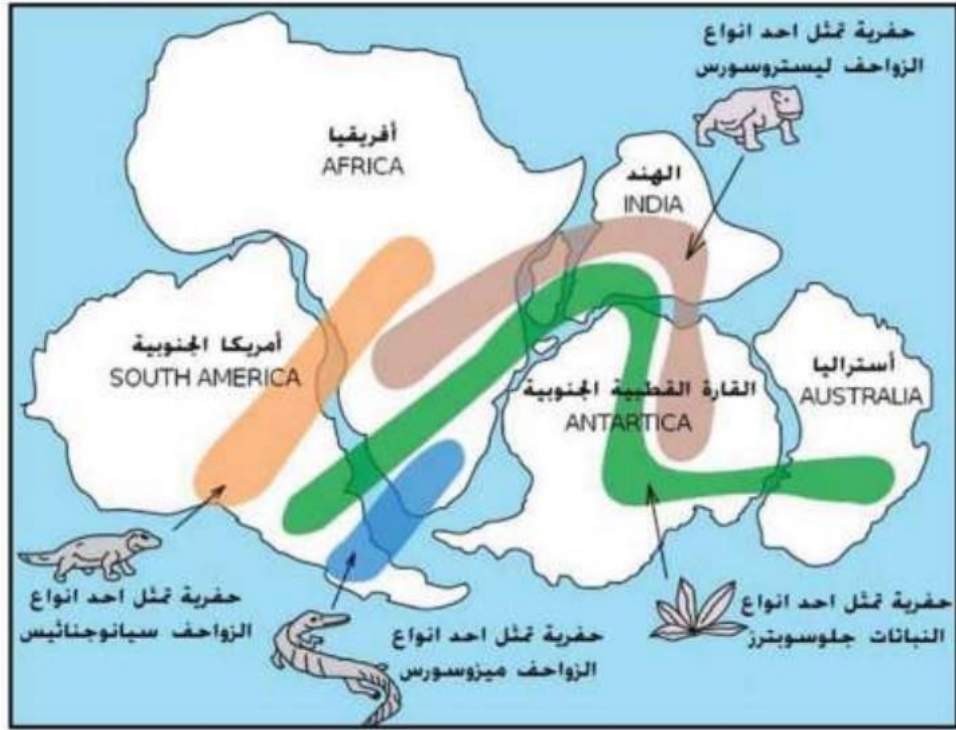 حفرية تمثل احد انواع
الزواحف ليستروسورس
أفريقيا
AFRICA
الهند
INDIA
أمريكا الجنوبية
SOUTH AMERICA
القارة القطبية الجنوبية
ANTARTICA
أستراليا
AUSTRALIA
حفرية تمثل احد انواع
الزواحف سيانوجناثيس
حفرية تمثل احد انواع
الزواحف ميزوسورس
حفرية تمثل احد انواع
النباتات جلوسوبترز